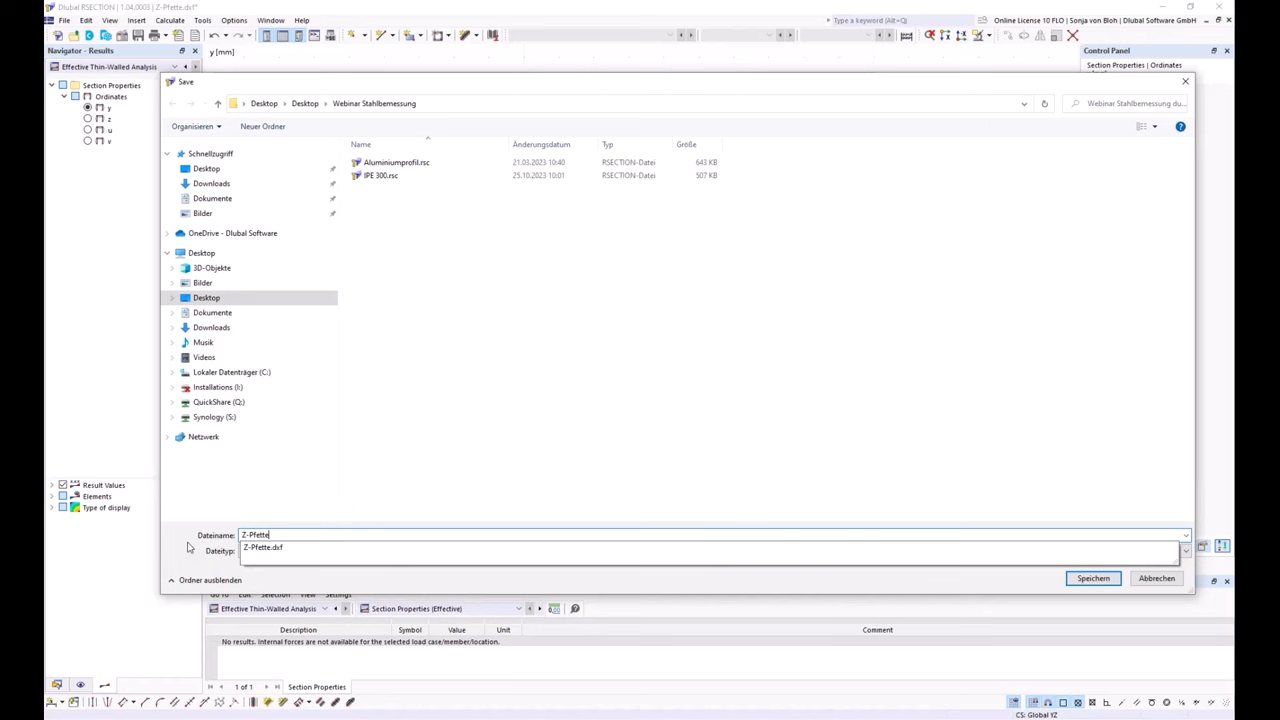 Dlubal RSECTION | 1.04.0003 | Z-Pfette.dxf*
File Edit View Insert Calculate Tools Options Window Help
Type a keyword (Alt+Q)
Online License 10 FLO | Sonja von Bloh | Dlubal Software GmbH
Navigator - Results
y [mm]
Control Panel
Effective Thin-Walled Analysis
Section Properties | Ordinates
Section Properties
Ordinates
y
z
u
v
Result Values
Elements
Type of display
Save
Desktop Desktop Webinar Stahlbemessung
Webinar Stahlbemessung du...
Organisieren Neuer Ordner
Name Änderungsdatum Typ Größe
Aluminiumprofil.rsc 21.03.2023 10:40 RSECTION-Datei 643 KB
IPE 300.rsc 25.10.2023 10:01 RSECTION-Datei 507 KB
Schnellzugriff
Desktop
Downloads
Dokumente
Bilder
OneDrive - Dlubal Software
Desktop
3D-Objekte
Bilder
Desktop
Dokumente
Downloads
Musik
Videos
Lokaler Datenträger (C:)
Installations (I:)
QuickShare (Q:)
Synology (S:)
Netzwerk
Dateiname: Z-Pfette
Dateityp: Z-Pfette.dxf
Ordner ausblenden
Speichern Abbrechen
Go To Edit Selection View Settings
Effective Thin-Walled Analysis Section Properties (Effective)
Description Symbol Value Unit Comment
No results. Internal forces are not available for the selected load case/member/location.
1 of 1 Section Properties
CS: Global YZ